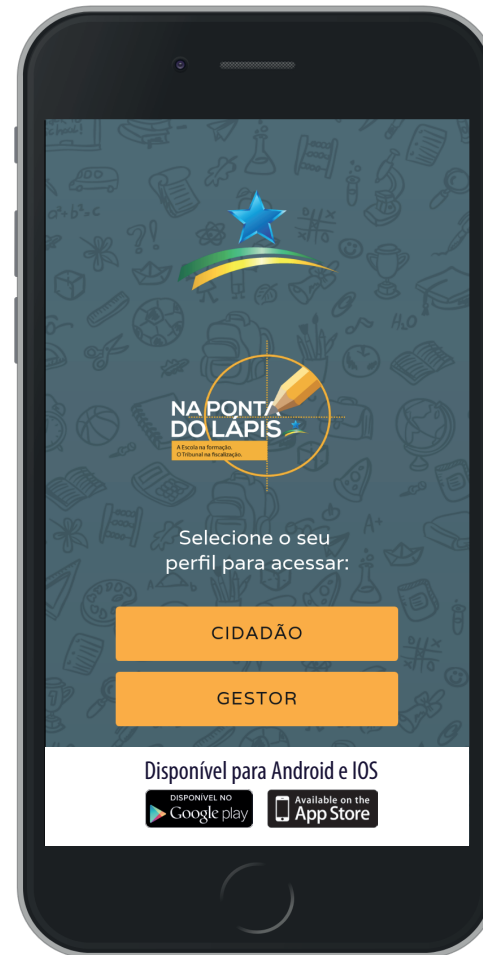 NA PONTA
DO LÁPIS
A Escola na formação.
O Tribunal na fiscalização.
Selecione o seu
perfil para acessar:
CIDADÃO
GESTOR
Disponível para Android e IOS
DISPONÍVEL NO
Google play
Available on the
App Store